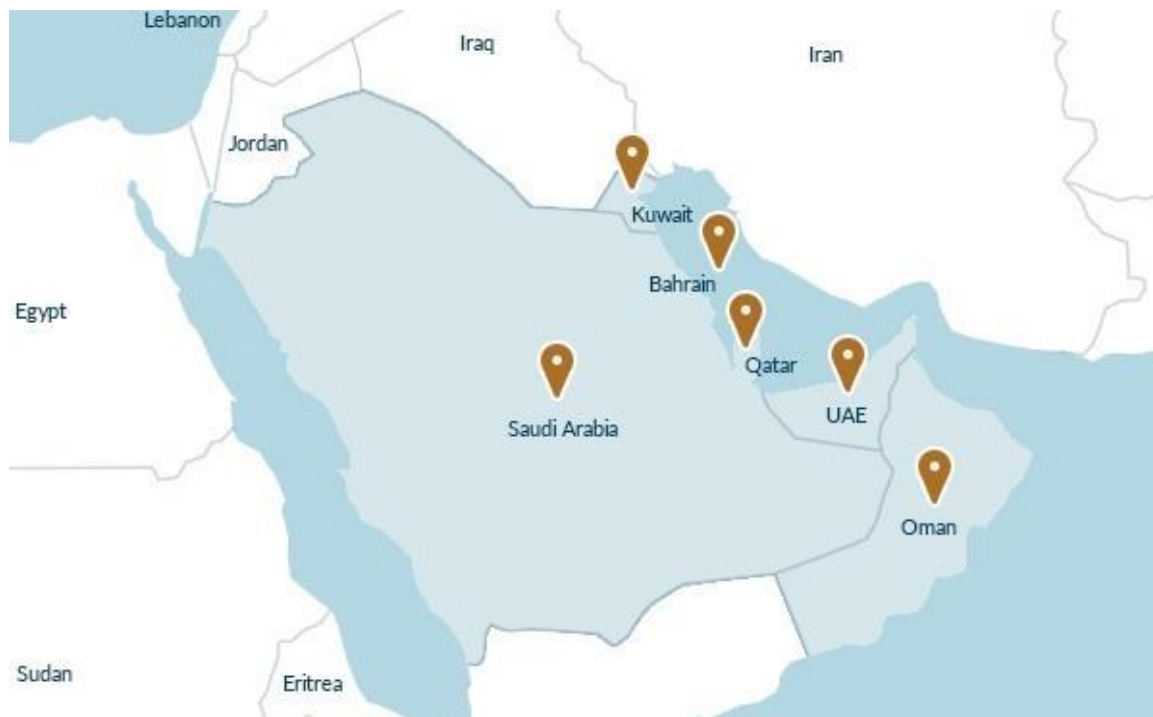 Lebanon
Iraq
Iran
Jordan
Kuwait
Bahrain
Egypt
Qatar
UAE
Saudi Arabia
Oman
Sudan
Eritrea